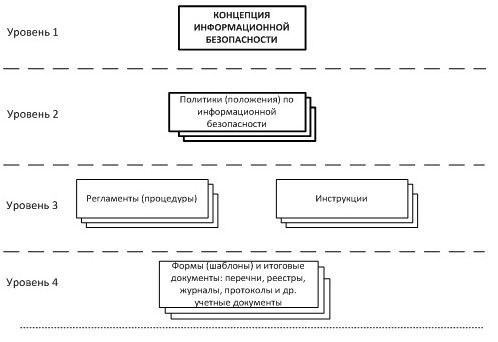 Уровень 1
КОНЦЕПЦИЯ
ИНФОРМАЦИОННОЙ
БЕЗОПАСНОСТИ
Уровень 2
Политики (положения) по
информационной
безопасности
Уровень 3
Регламенты (процедуры)
Инструкции
Уровень 4
Формы (шаблоны) и итоговые
документы: перечни, реестры,
журналы, протоколы и др.
учетные документы